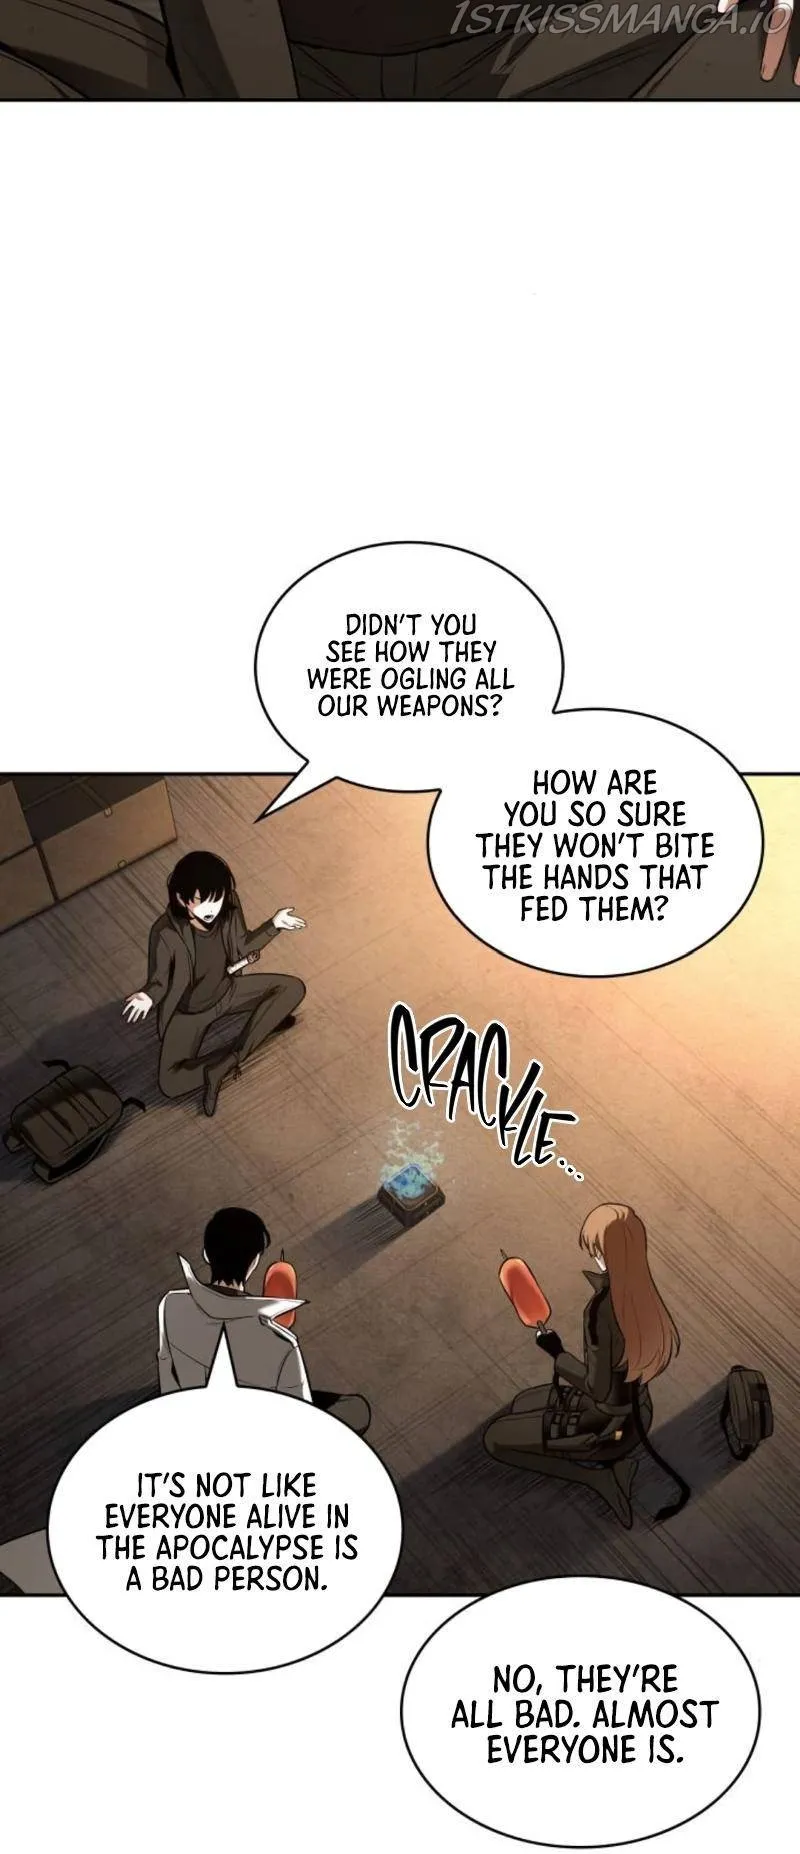 1STKISSMANGA.IO
DIDN'T YOU
SEE HOW THEY
WERE OGLING ALL
OUR WEAPONS?
HOW ARE
YOU SO SURE
THEY WON'T BITE
THE HANDS THAT
FED THEM?
CRACKLE...
IT'S NOT LIKE
EVERYONE ALIVE IN
THE APOCALYPSE IS
A BAD PERSON.
NO, THEY'RE
ALL BAD. ALMOST
EVERYONE IS.